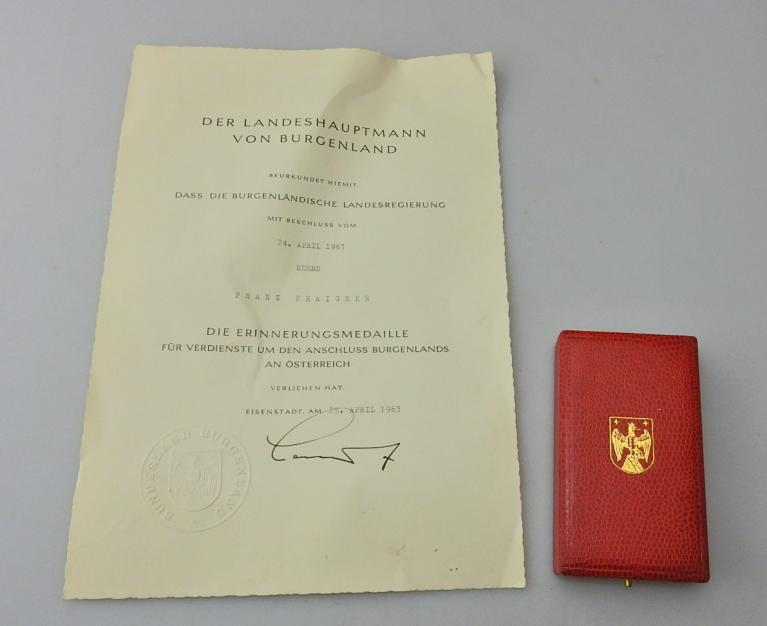 DER LANDESHAUPTMANN
VON BURGENLAND
BEURKUNDET HIEMIT,
DASS DIE BURGENLÄNDISCHE LANDESREGIERUNG
MIT BESCHLUSS VOM
24. APRIL 1963
HERRN
FRANZ KRAIGHER
DIE ERINNERUNGSMEDAILLE
FÜR VERDIENSTE UM DEN ANSCHLUSS BURGENLANDS
AN ÖSTERREICH
VERLIEHEN HAT.
EISENSTADT, AM 25. APRIL 1963
BUNDESLAND BURGENLAND